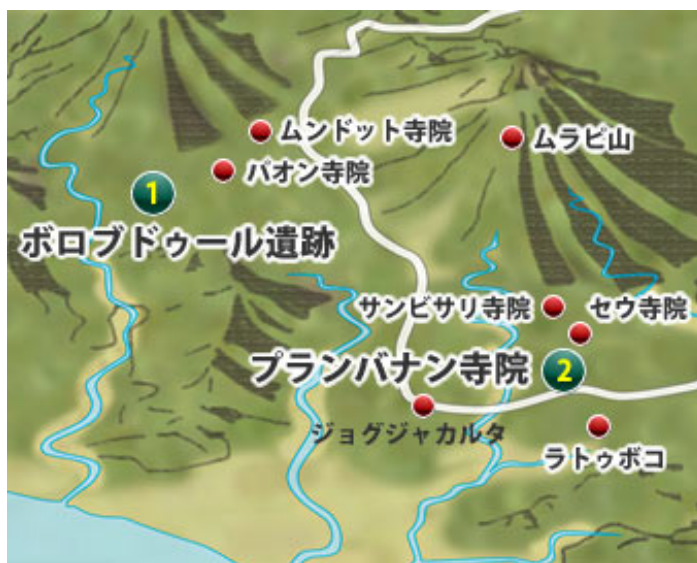 ムンドット寺院
ムラピ山
パオン寺院
1
ボロブドゥール遺跡
サンビサリ寺院
セウ寺院
プランバナン寺院
2
ジョグジャカルタ
ラトゥボコ